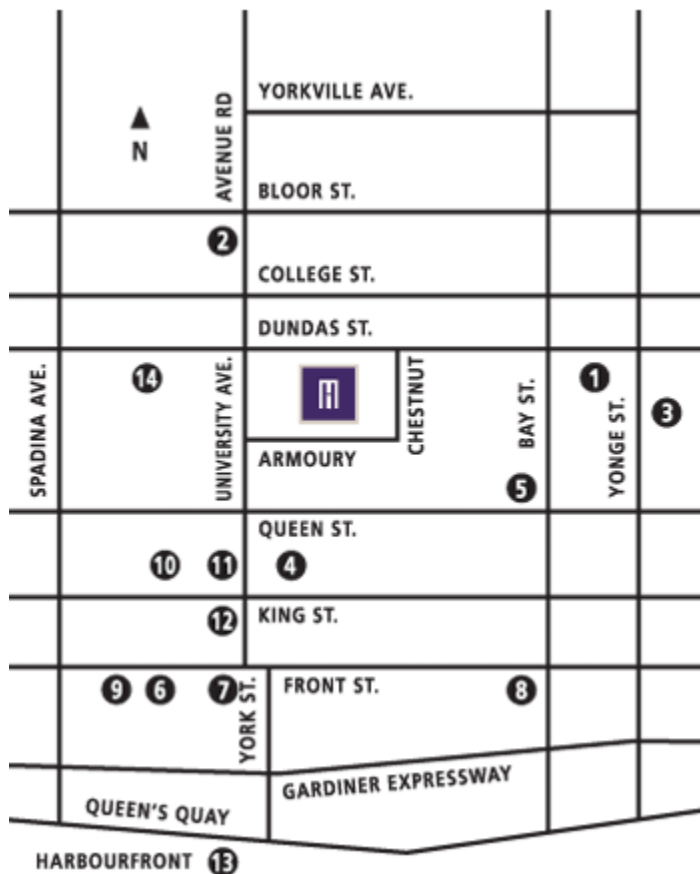 YORKVILLE AVE.
AVENUE RD
N
BLOOR ST.
2
COLLEGE ST.
DUNDAS ST.
SPADINA AVE.
14
UNIVERSITY AVE.
CHESTNUT
BAY ST.
1
YONGE ST.
3
ARMOURY
5
QUEEN ST.
10
11
4
12
KING ST.
9
6
7
YORK ST.
FRONT ST.
8
GARDINER EXPRESSWAY
QUEEN'S QUAY
HARBOURFRONT 13